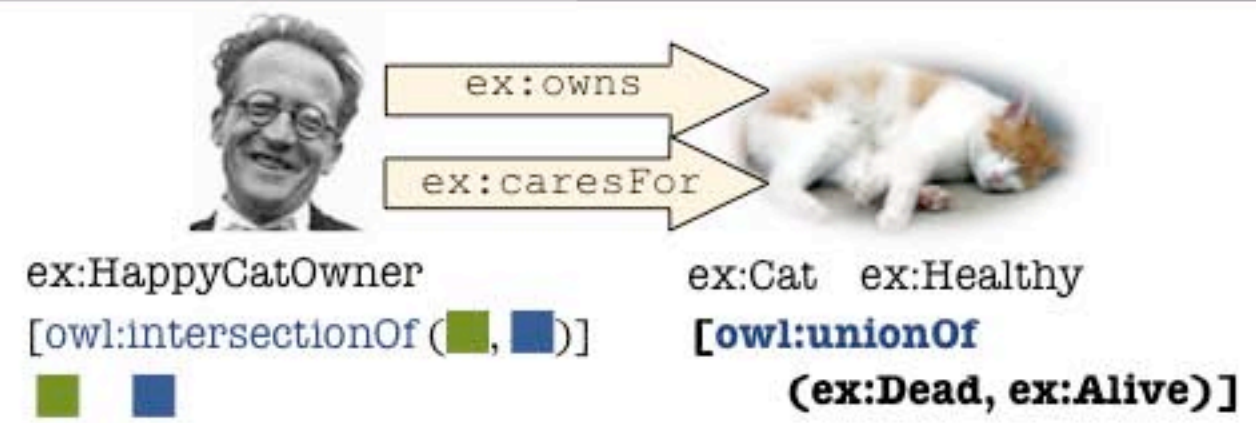 ex:owns
ex:caresFor
ex:HappyCatOwner
[owl:intersectionOf ( , )]
ex:Cat ex:Healthy
[owl:unionOf
(ex:Dead, ex:Alive)]